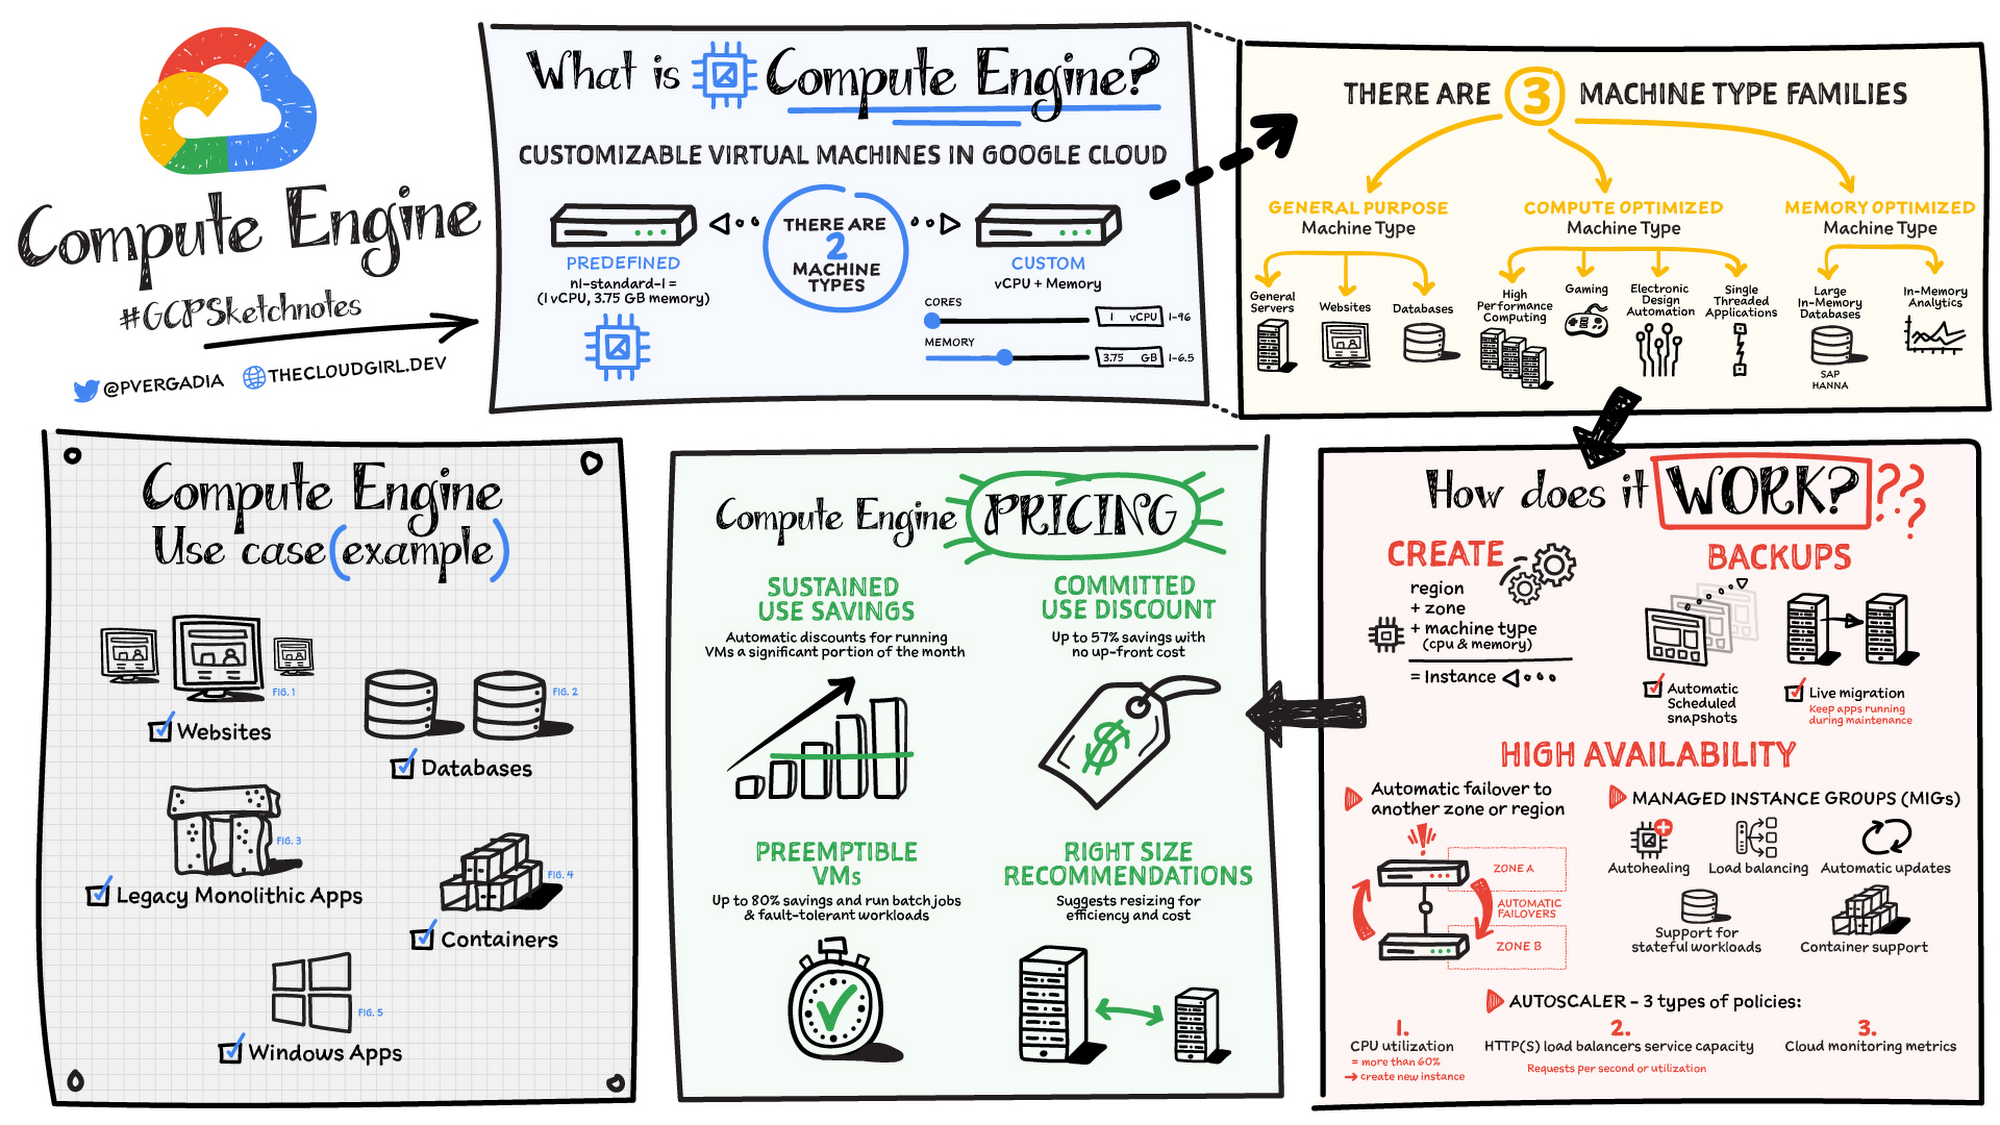 Compute Engine
#GCPSketchnotes
@PVERGADIA
THECLOUDGIRL.DEV
What is Compute Engine?
CUSTOMIZABLE VIRTUAL MACHINES IN GOOGLE CLOUD
THERE ARE
2
MACHINE
TYPES
PREDEFINED
n1-standard-1 =
(1 vCPU, 3.75 GB memory)
CUSTOM
vCPU + Memory
CORES
1 vCPU 1-96
MEMORY
3.75 GB 1-6.5
THERE ARE 3 MACHINE TYPE FAMILIES
GENERAL PURPOSE
Machine Type
General
Servers
Websites
Databases
COMPUTE OPTIMIZED
Machine Type
High
Performance
Computing
Gaming
Electronic
Design
Automation
Single
Threaded
Applications
MEMORY OPTIMIZED
Machine Type
Large
In-Memory
Databases
SAP
HANNA
In-Memory
Analytics
How does it WORK???
?
CREATE
region
+ zone
+ machine type
(cpu & memory)
= Instance
BACKUPS
Automatic
Scheduled
snapshots
Live migration
Keep apps running
during maintenance
HIGH AVAILABILITY
Automatic failover to
another zone or region
ZONE A
AUTOMATIC
FAILOVERS
ZONE B
MANAGED INSTANCE GROUPS (MIGs)
Autohealing
Load balancing
Automatic updates
Support for
stateful workloads
Container support
AUTOSCALER - 3 types of policies:
1.
CPU utilization
= more than 60%
→ create new instance
2.
HTTP(S) load balancers service capacity
Requests per second or utilization
3.
Cloud monitoring metrics
Compute Engine PRICING
SUSTAINED
USE SAVINGS
Automatic discounts for running
VMs a significant portion of the month
COMMITTED
USE DISCOUNT
Up to 57% savings with
no up-front cost
$
PREEMPTIBLE
VMs
Up to 80% savings and run batch jobs
& fault-tolerant workloads
RIGHT SIZE
RECOMMENDATIONS
Suggests resizing for
efficiency and cost
Compute Engine
Use case (example)
FIG. 1
Websites
FIG. 2
Databases
FIG. 3
Legacy Monolithic Apps
FIG. 4
Containers
FIG. 5
Windows Apps